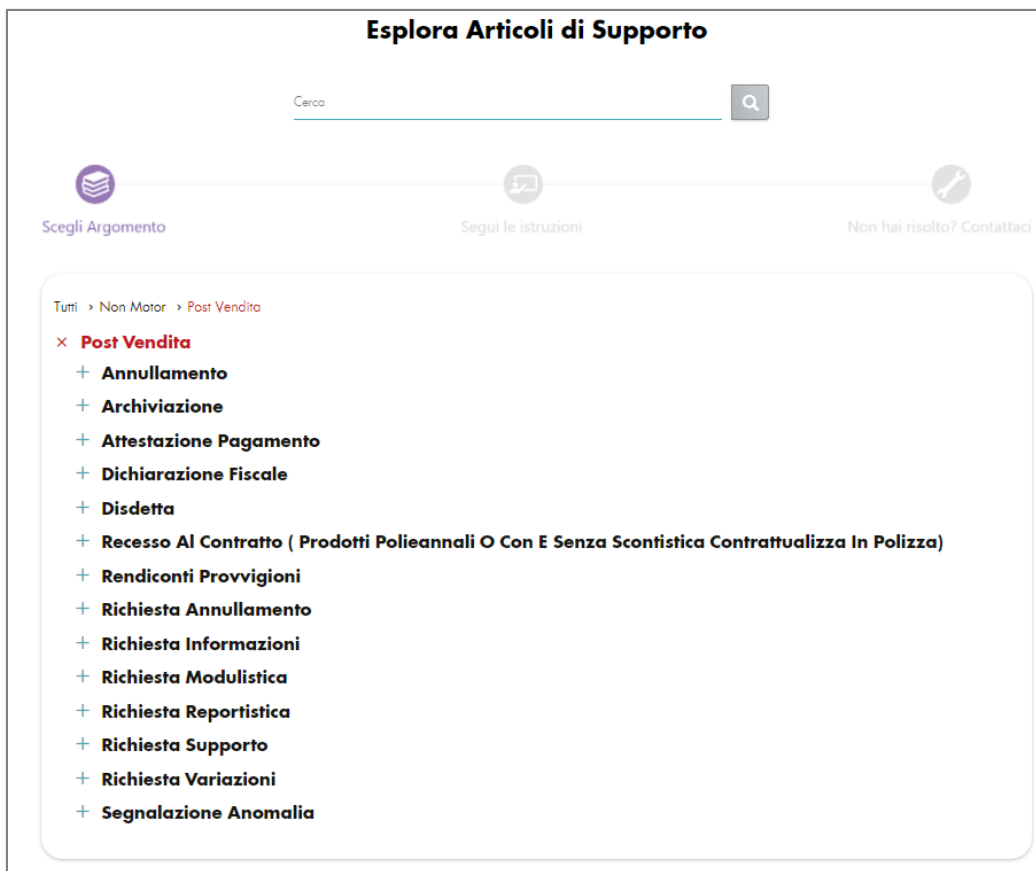 Esplora Articoli di Supporto
Cerca
Scegli Argomento
Segui le istruzioni
Non hai risolto? Contattaci
Tutti > Non Motor > Post Vendita
× Post Vendita
+ Annullamento
+ Archiviazione
+ Attestazione Pagamento
+ Dichiarazione Fiscale
+ Disdetta
+ Recesso Al Contratto ( Prodotti Polieannali O Con E Senza Scontistica Contrattualizza In Polizza)
+ Rendiconti Provvigioni
+ Richiesta Annullamento
+ Richiesta Informazioni
+ Richiesta Modulistica
+ Richiesta Reportistica
+ Richiesta Supporto
+ Richiesta Variazioni
+ Segnalazione Anomalia